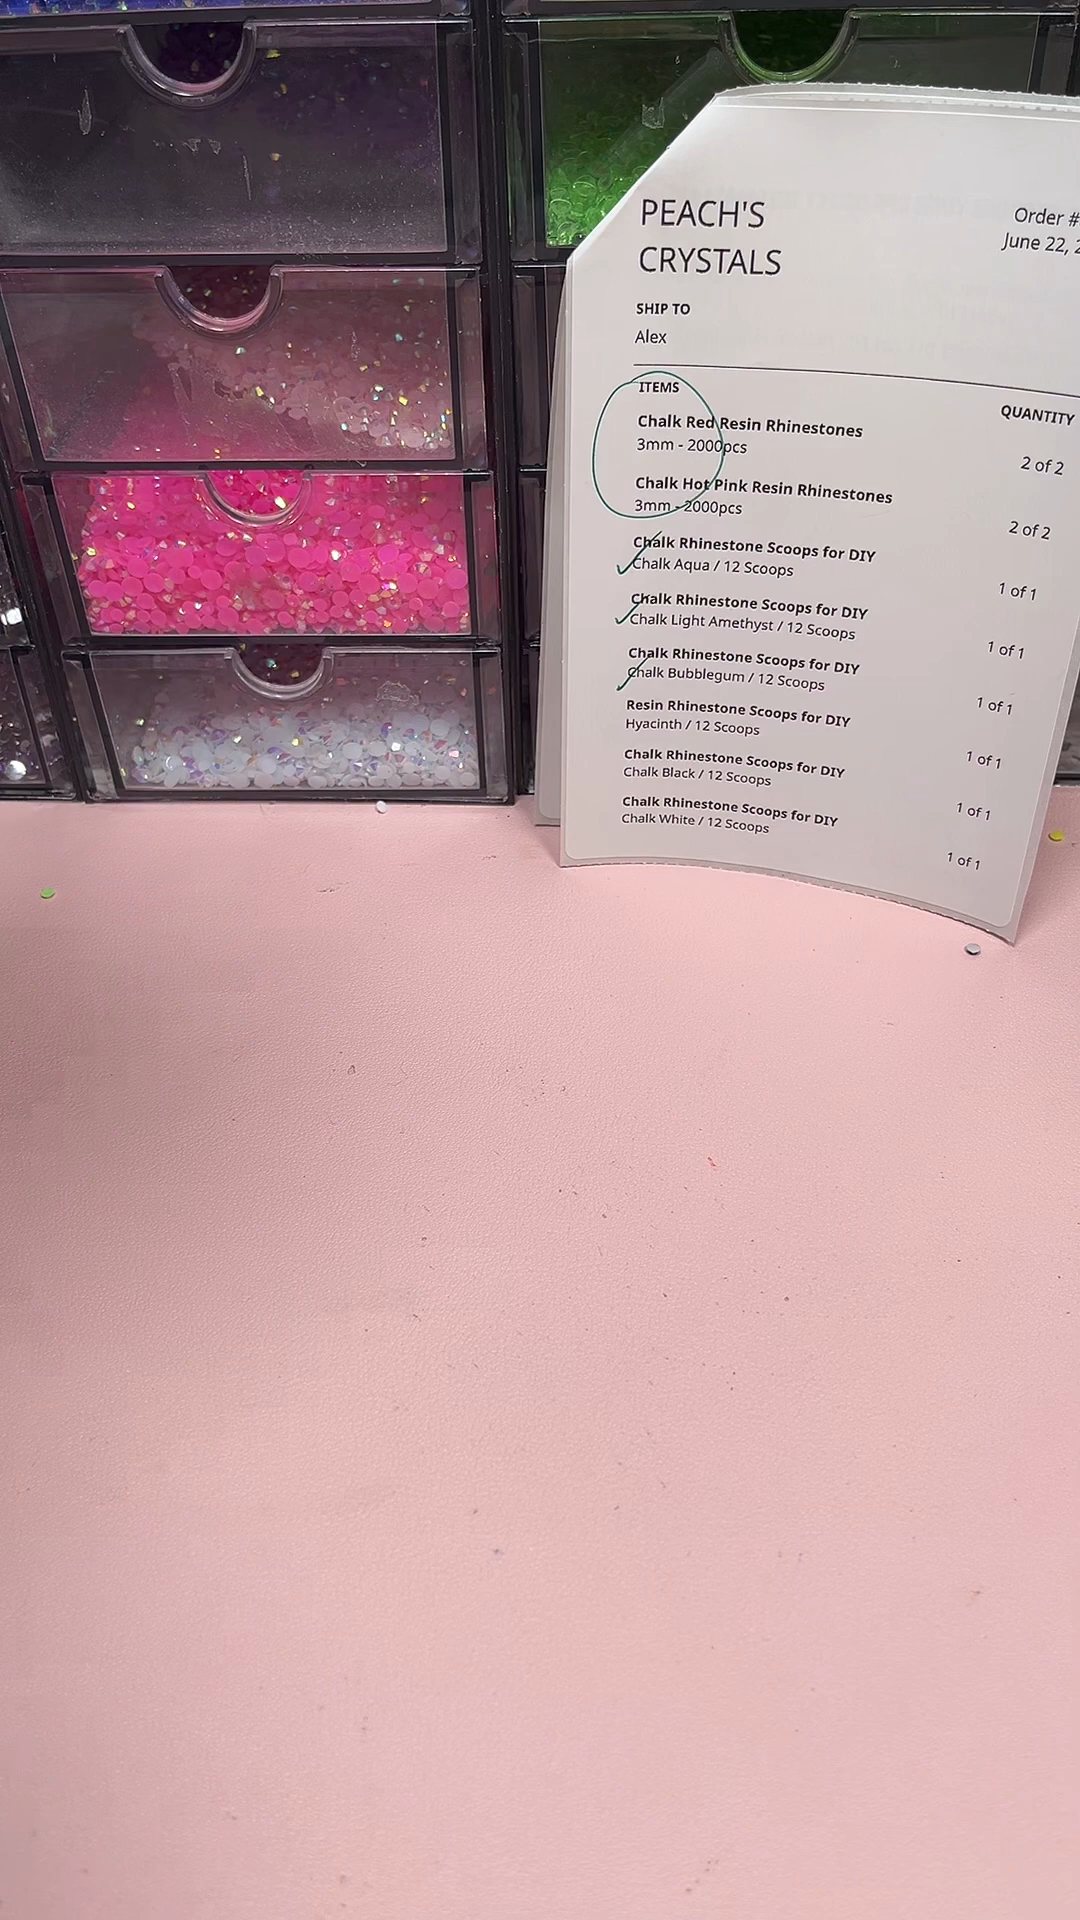 PEACH'S
CRYSTALS
Order #
June 22, 2
SHIP TO
Alex
ITEMS
QUANTITY
Chalk Red Resin Rhinestones
3mm - 2000pcs
2 of 2
Chalk Hot Pink Resin Rhinestones
3mm - 2000pcs
2 of 2
Chalk Rhinestone Scoops for DIY
Chalk Aqua / 12 Scoops
1 of 1
Chalk Rhinestone Scoops for DIY
Chalk Light Amethyst / 12 Scoops
1 of 1
Chalk Rhinestone Scoops for DIY
Chalk Bubblegum / 12 Scoops
1 of 1
Resin Rhinestone Scoops for DIY
Hyacinth / 12 Scoops
1 of 1
Chalk Rhinestone Scoops for DIY
Chalk Black / 12 Scoops
1 of 1
Chalk Rhinestone Scoops for DIY
Chalk White / 12 Scoops
1 of 1